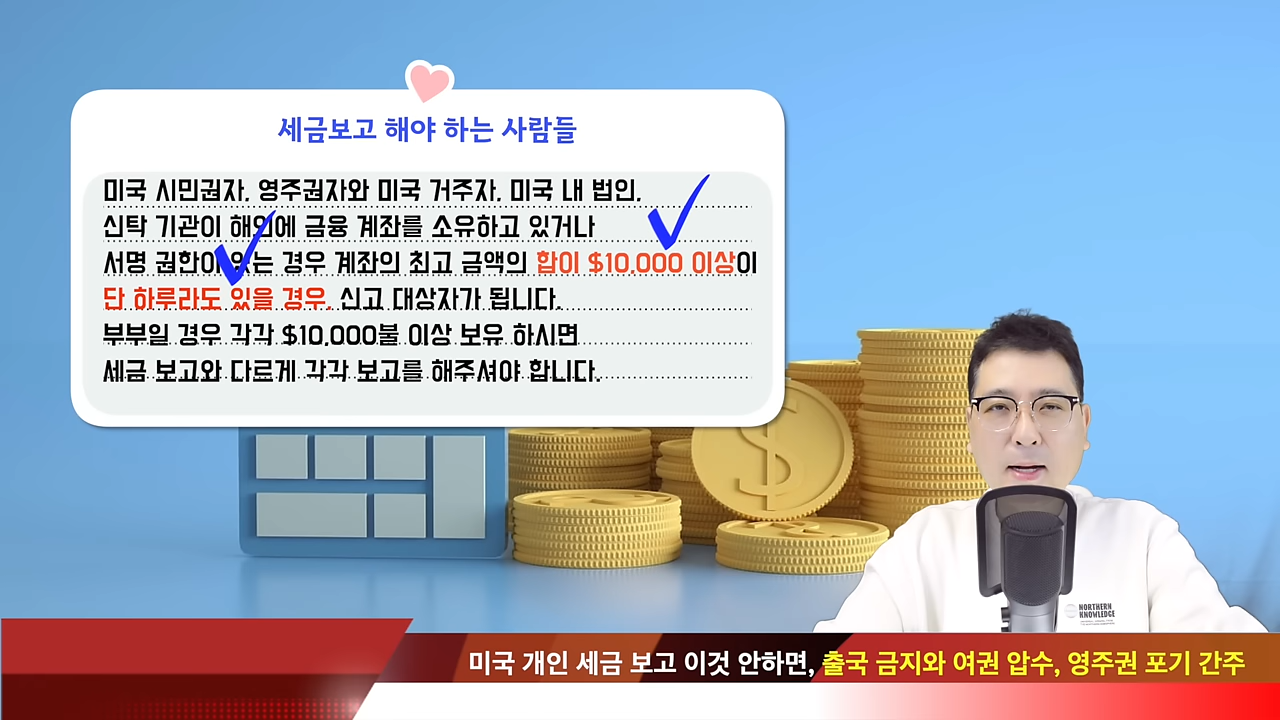 세금보고 해야 하는 사람들
미국 시민권자, 영주권자와 미국 거주자, 미국 내 법인,
신탁 기관이 해외에 금융 계좌를 소유하고 있거나
서명 권한이 있는 경우 계좌의 최고 금액의 합이 $10,000 이상이
단 하루라도 있을 경우, 신고 대상자가 됩니다.
부부일 경우 각각 $10,000불 이상 보유 하시면
세금 보고와 다르게 각각 보고를 해주셔야 합니다.
NORTHERN
KNOWLEDGE
미국 개인 세금 보고 이것 안하면, 출국 금지와 여권 압수, 영주권 포기 간주